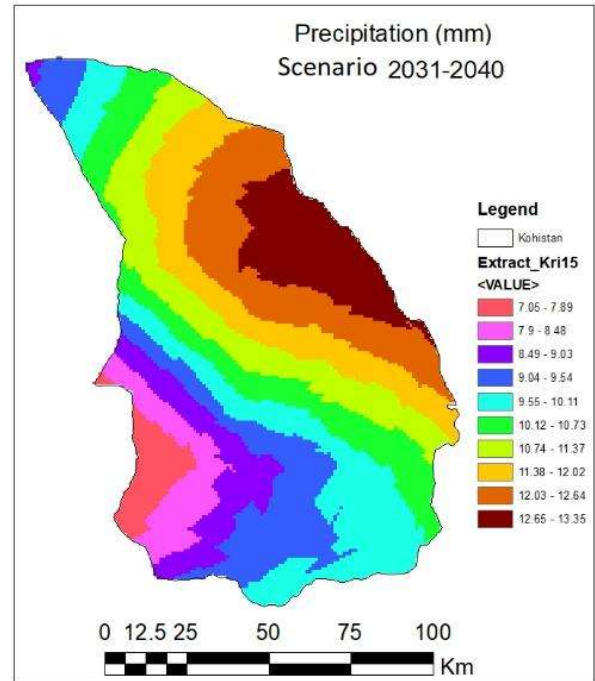 Precipitation (mm)
Scenario 2031-2040
Legend
Kohistan
Extract_Kri15
<VALUE>
7.05 - 7.89
7.9 - 8.48
8.49 - 9.03
9.04 - 9.54
9.55 - 10.11
10.12 - 10.73
10.74 - 11.37
11.38 - 12.02
12.03 - 12.64
12.65 - 13.35
0 12.5 25 50 75 100
Km